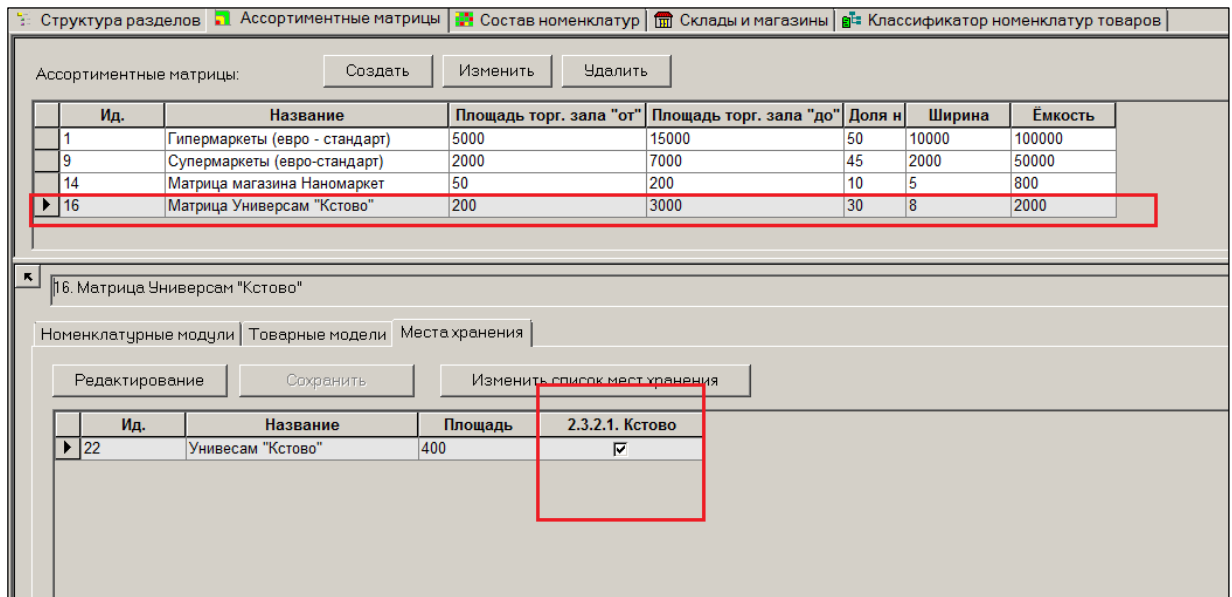 Структура разделов Ассортиментные матрицы Состав номенклатур Склады и магазины Классификатор номенклатур товаров
Ассортиментные матрицы: Создать Изменить Удалить
Ид. Название Площадь торг. зала "от" Площадь торг. зала "до" Доля н Ширина Ёмкость
1 Гипермаркеты (евро - стандарт) 5000 15000 50 10000 100000
9 Супермаркеты (евро-стандарт) 2000 7000 45 2000 50000
14 Матрица магазина Наномаркет 50 200 10 5 800
16 Матрица Универсам "Кстово" 200 3000 30 8 2000
16. Матрица Универсам "Кстово"
Номенклатурные модули Товарные модели Места хранения
Редактирование Сохранить Изменить список мест хранения
Ид. Название Площадь 2.3.2.1. Кстово
22 Унивесам "Кстово" 400